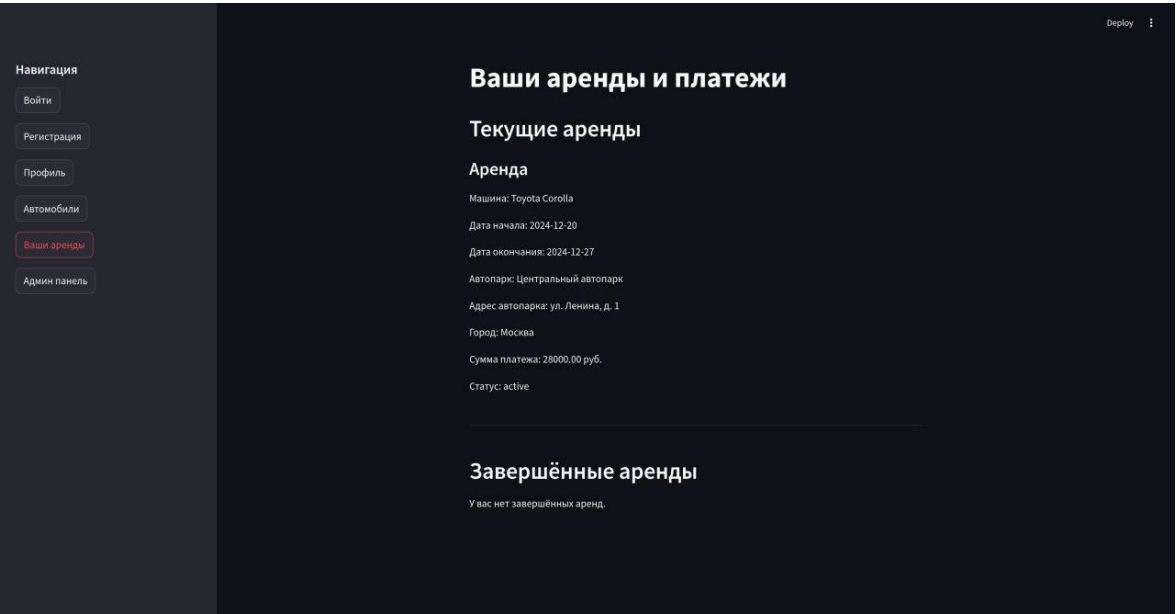 Deploy
Навигация
Войти
Регистрация
Профиль
Автомобили
Ваши аренды
Админ панель
Ваши аренды и платежи
Текущие аренды
Аренда
Машина: Toyota Corolla
Дата начала: 2024-12-20
Дата окончания: 2024-12-27
Автопарк: Центральный автопарк
Адрес автопарка: ул. Ленина, д. 1
Город: Москва
Сумма платежа: 28000.00 руб.
Статус: active
Завершённые аренды
У вас нет завершённых аренд.